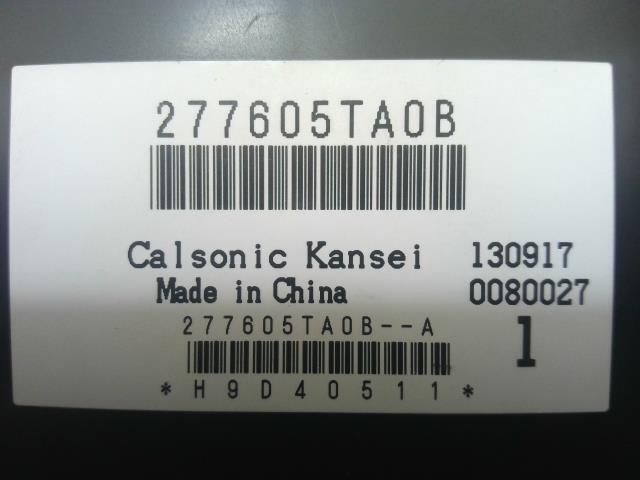 277605TA0B
Calsonic Kansei 130917
Made in China 0080027
277605TA0B--A
1
*H9D40511*